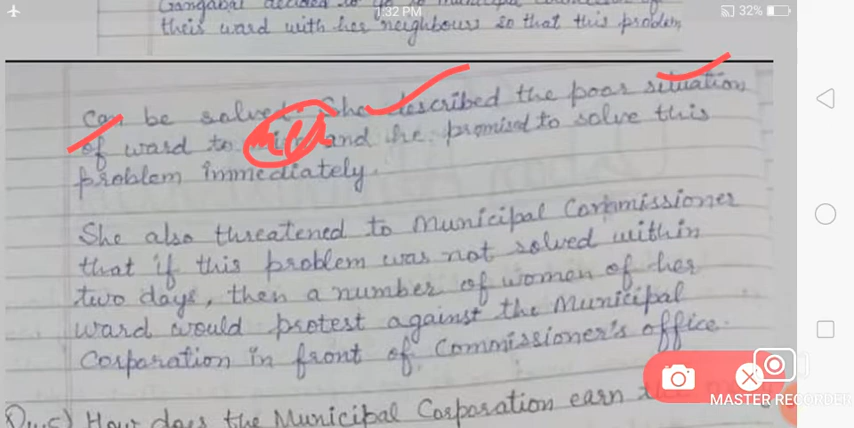 Gangabai decided to go to municipal
1:32 PM
32%
their ward with her neighbours so that this problem
can be solved. She described the poor situation
of ward to and he promised to solve this
problem immediately.
She also threatened to Municipal Commissioner
that if this problem was not solved within
two days, then a number of women of her
ward would protest against the Municipal
Corporation in front of Commissioner's office.
MASTER RECORDER
Ques) How does the Municipal Corporation earn